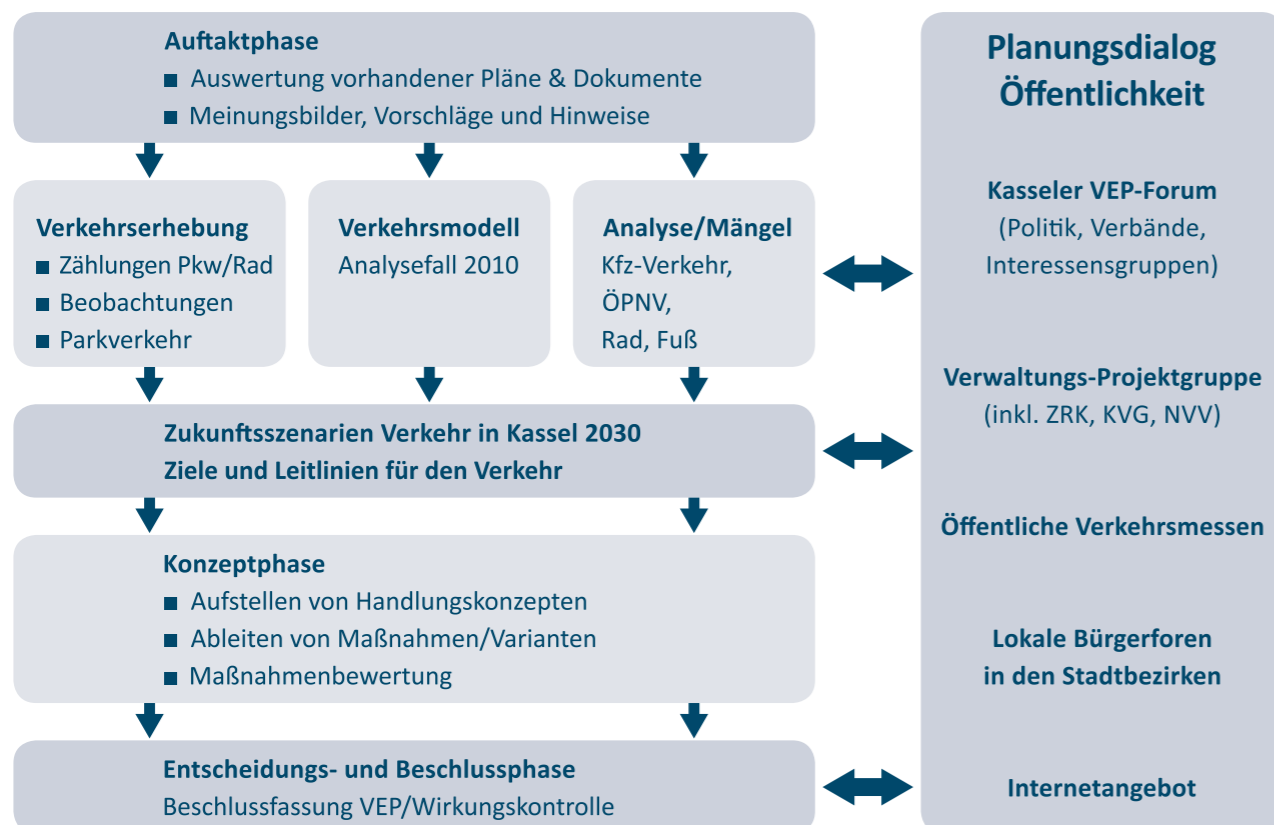 Auftaktphase
■ Auswertung vorhandener Pläne & Dokumente
■ Meinungsbilder, Vorschläge und Hinweise
Verkehrserhebung
■ Zählungen Pkw/Rad
■ Beobachtungen
■ Parkverkehr
Verkehrsmodell
Analysefall 2010
Analyse/Mängel
Kfz-Verkehr,
ÖPNV,
Rad, Fuß
Zukunftsszenarien Verkehr in Kassel 2030
Ziele und Leitlinien für den Verkehr
Konzeptphase
■ Aufstellen von Handlungskonzepten
■ Ableiten von Maßnahmen/Varianten
■ Maßnahmenbewertung
Entscheidungs- und Beschlussphase
Beschlussfassung VEP/Wirkungskontrolle
Planungsdialog
Öffentlichkeit
Kasseler VEP-Forum
(Politik, Verbände,
Interessensgruppen)
Verwaltungs-Projektgruppe
(inkl. ZRK, KVG, NVV)
Öffentliche Verkehrsmessen
Lokale Bürgerforen
in den Stadtbezirken
Internetangebot